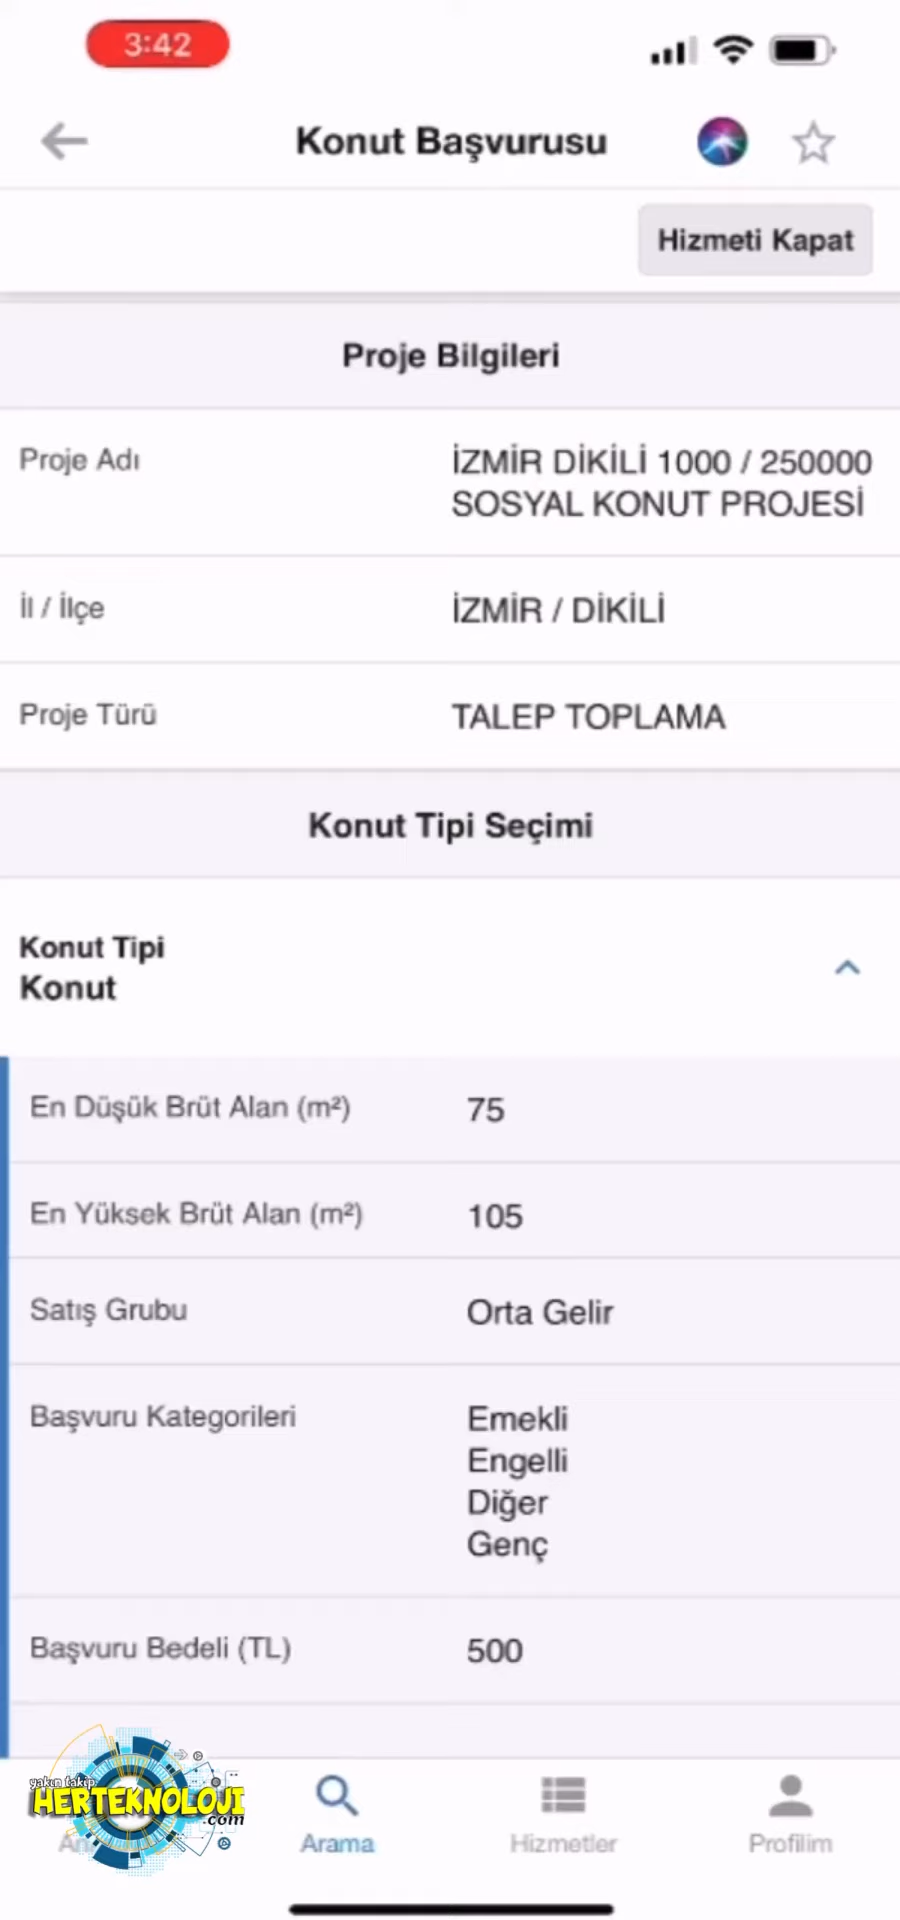 3:42
Konut Başvurusu
Hizmeti Kapat
Proje Bilgileri
Proje Adı
İZMİR DİKİLİ 1000 / 250000
SOSYAL KONUT PROJESİ
İl / İlçe
İZMİR / DİKİLİ
Proje Türü
TALEP TOPLAMA
Konut Tipi Seçimi
Konut Tipi
Konut
En Düşük Brüt Alan (m²)
75
En Yüksek Brüt Alan (m²)
105
Satış Grubu
Orta Gelir
Başvuru Kategorileri
Emekli
Engelli
Diğer
Genç
Başvuru Bedeli (TL)
500
yakın takip
HERTEKNOLOJI
.com
Arama
Hizmetler
Profilim